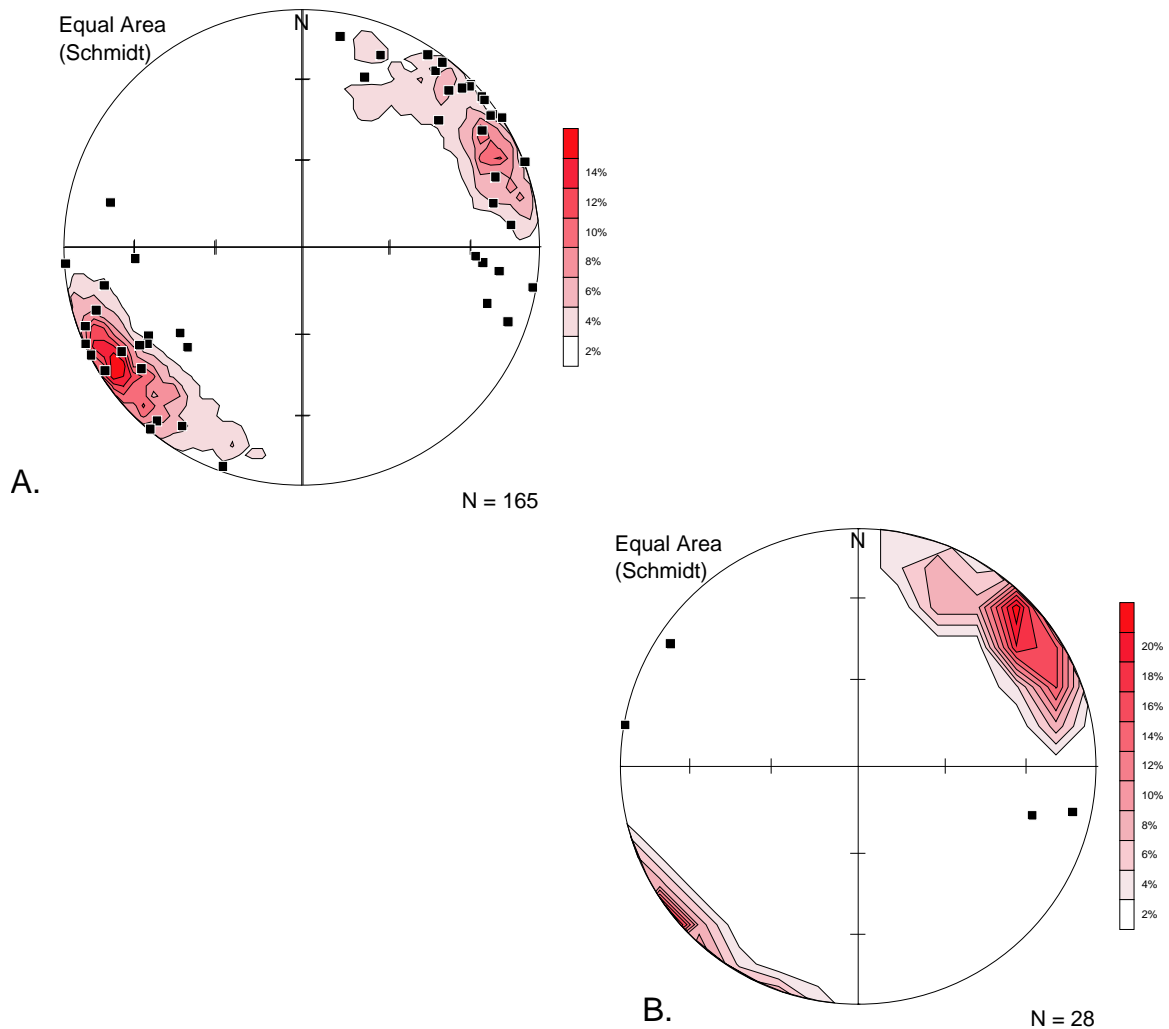 Equal Area
(Schmidt)
N
14%
12%
10%
8%
6%
4%
2%
A.
N = 165
Equal Area
(Schmidt)
N
20%
18%
16%
14%
12%
10%
8%
6%
4%
2%
B.
N = 28